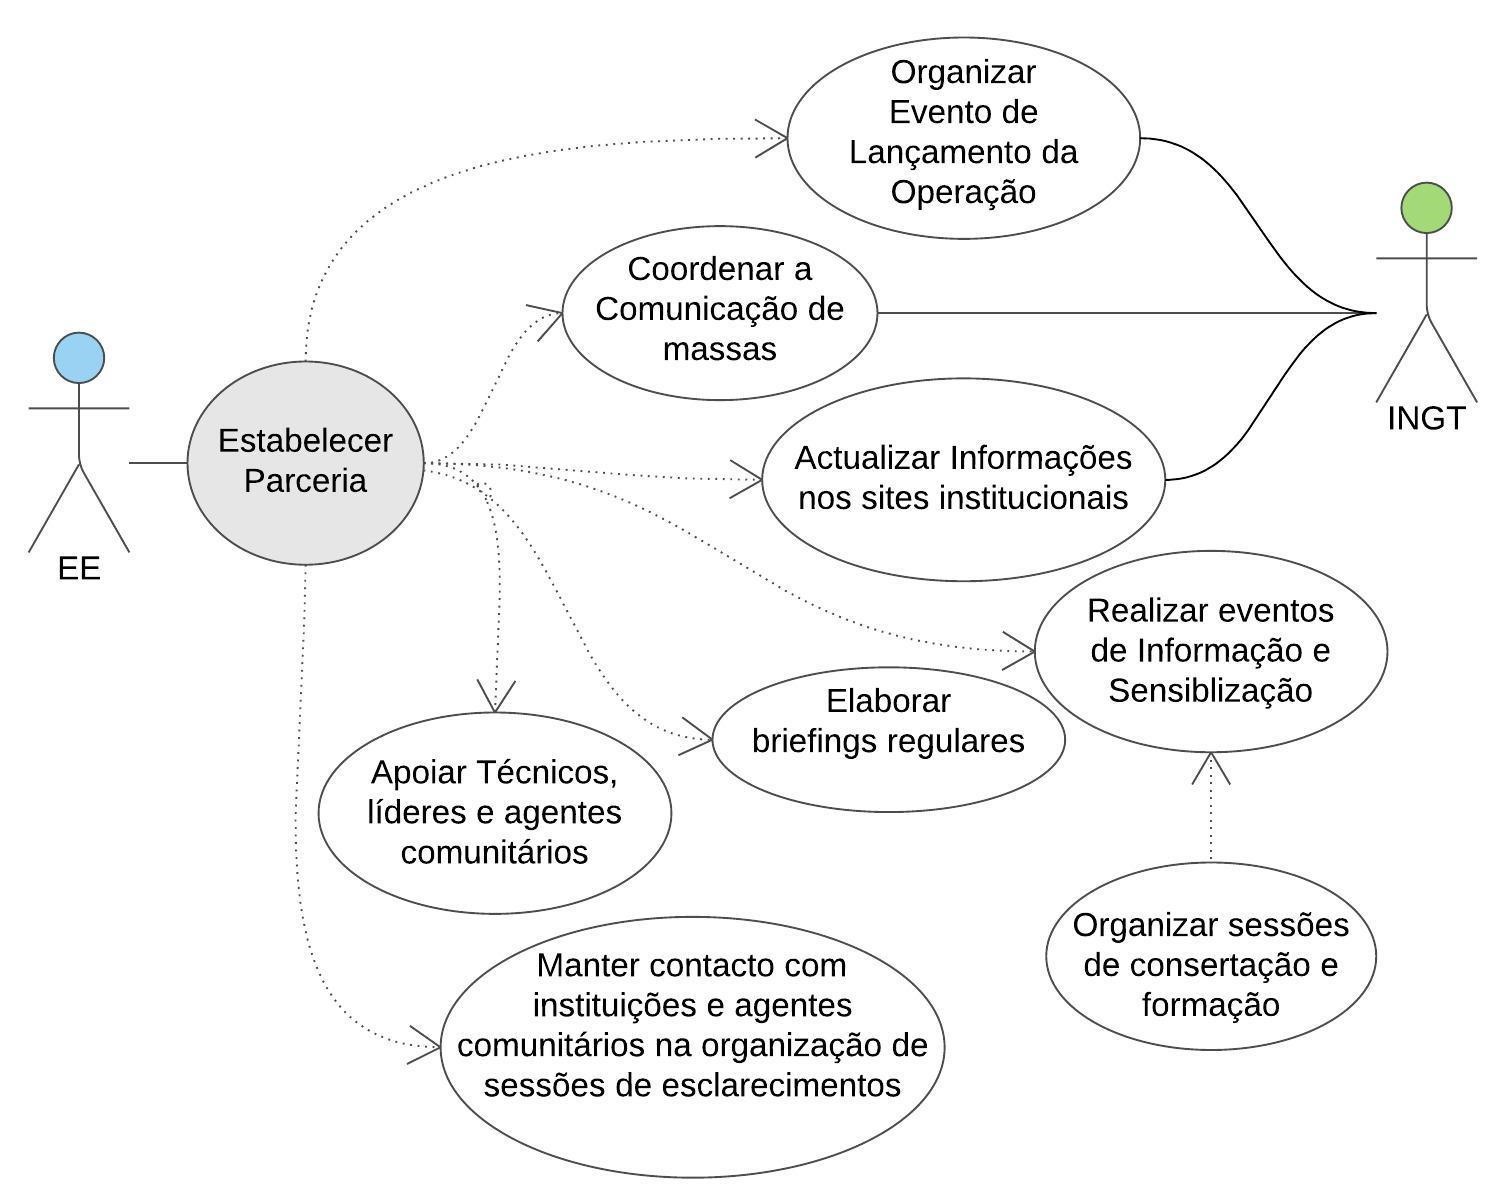 Organizar
Evento de
Lançamento da
Operação
Coordenar a
Comunicação de
massas
INGT
Estabelecer
Parceria
Actualizar Informações
nos sites institucionais
EE
Realizar eventos
de Informação e
Sensiblização
Elaborar
briefings regulares
Apoiar Técnicos,
líderes e agentes
comunitários
Organizar sessões
de consertação e
formação
Manter contacto com
instituições e agentes
comunitários na organização de
sessões de esclarecimentos